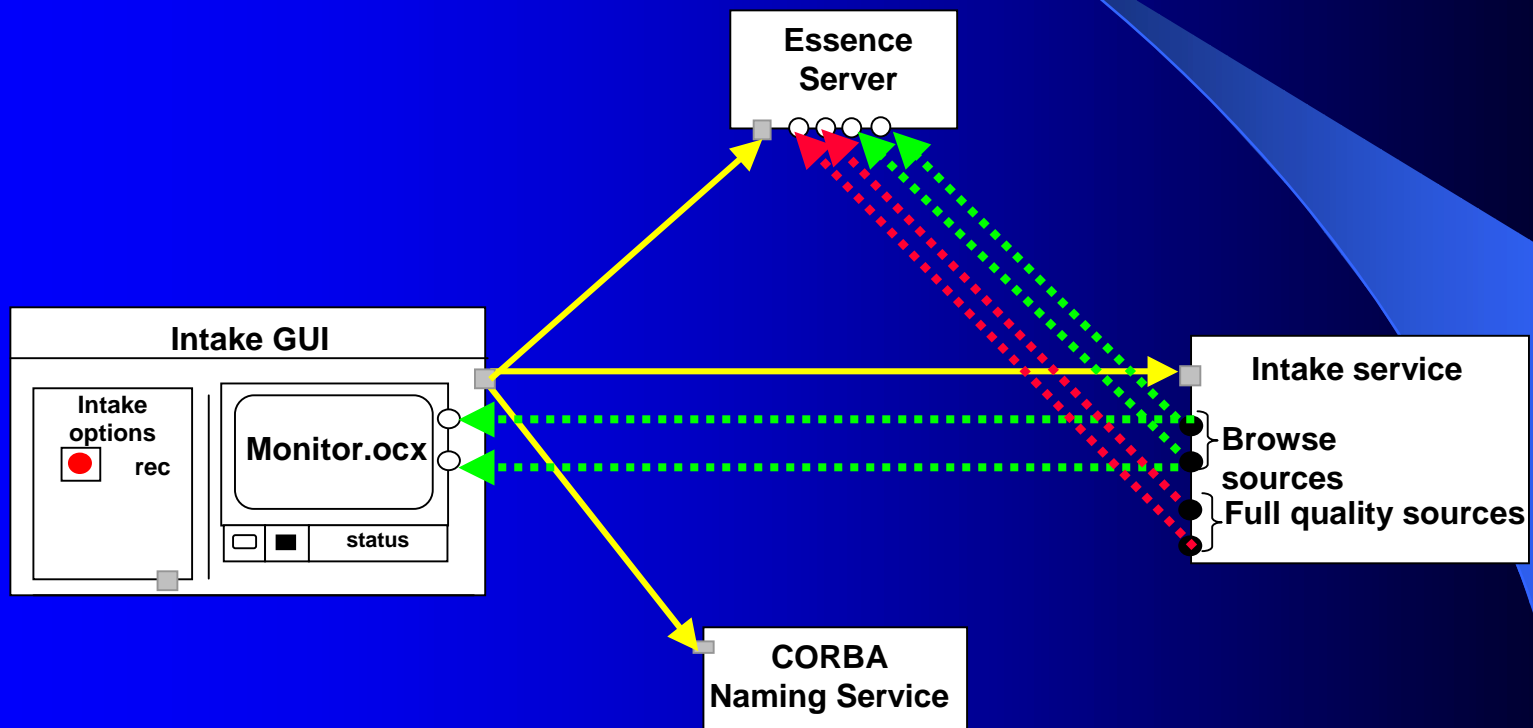 Essence
Server
Intake GUI
Intake
options
rec
Monitor.ocx
status
Intake service
Browse
sources
Full quality sources
CORBA
Naming Service